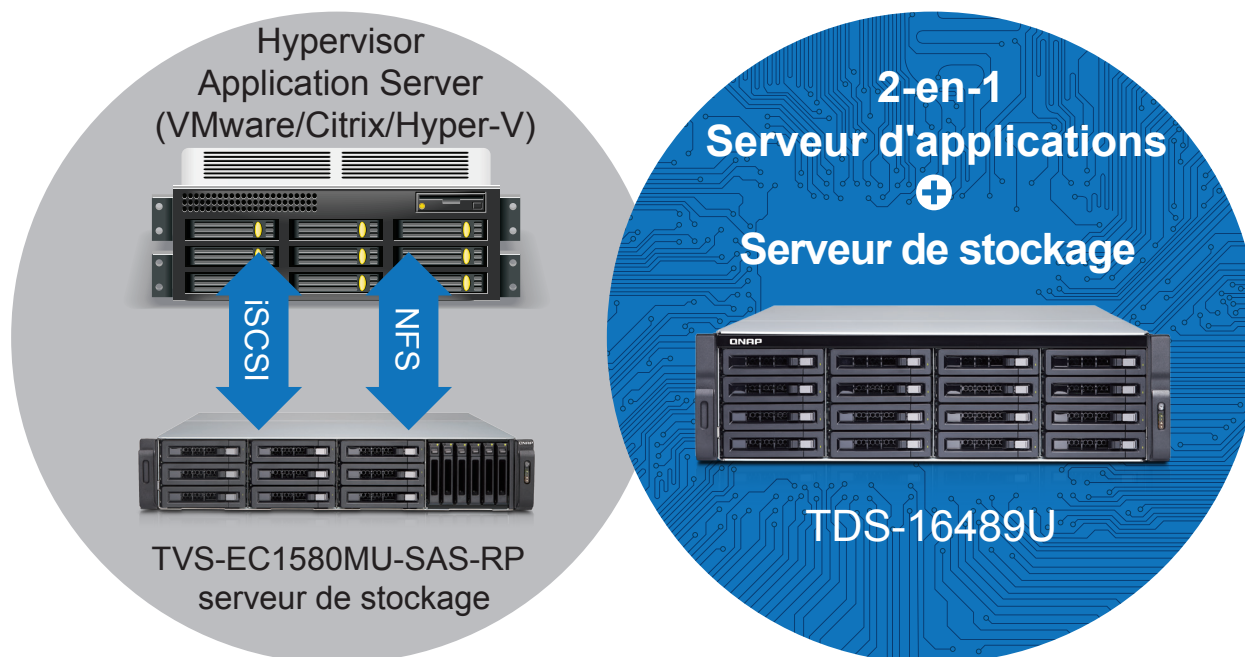 Hypervisor
Application Server
(VMware/Citrix/Hyper-V)
iSCSI
NFS
QNAP
TVS-EC1580MU-SAS-RP
serveur de stockage
2-en-1
Serveur d'applications
+
Serveur de stockage
QNAP
TDS-16489U